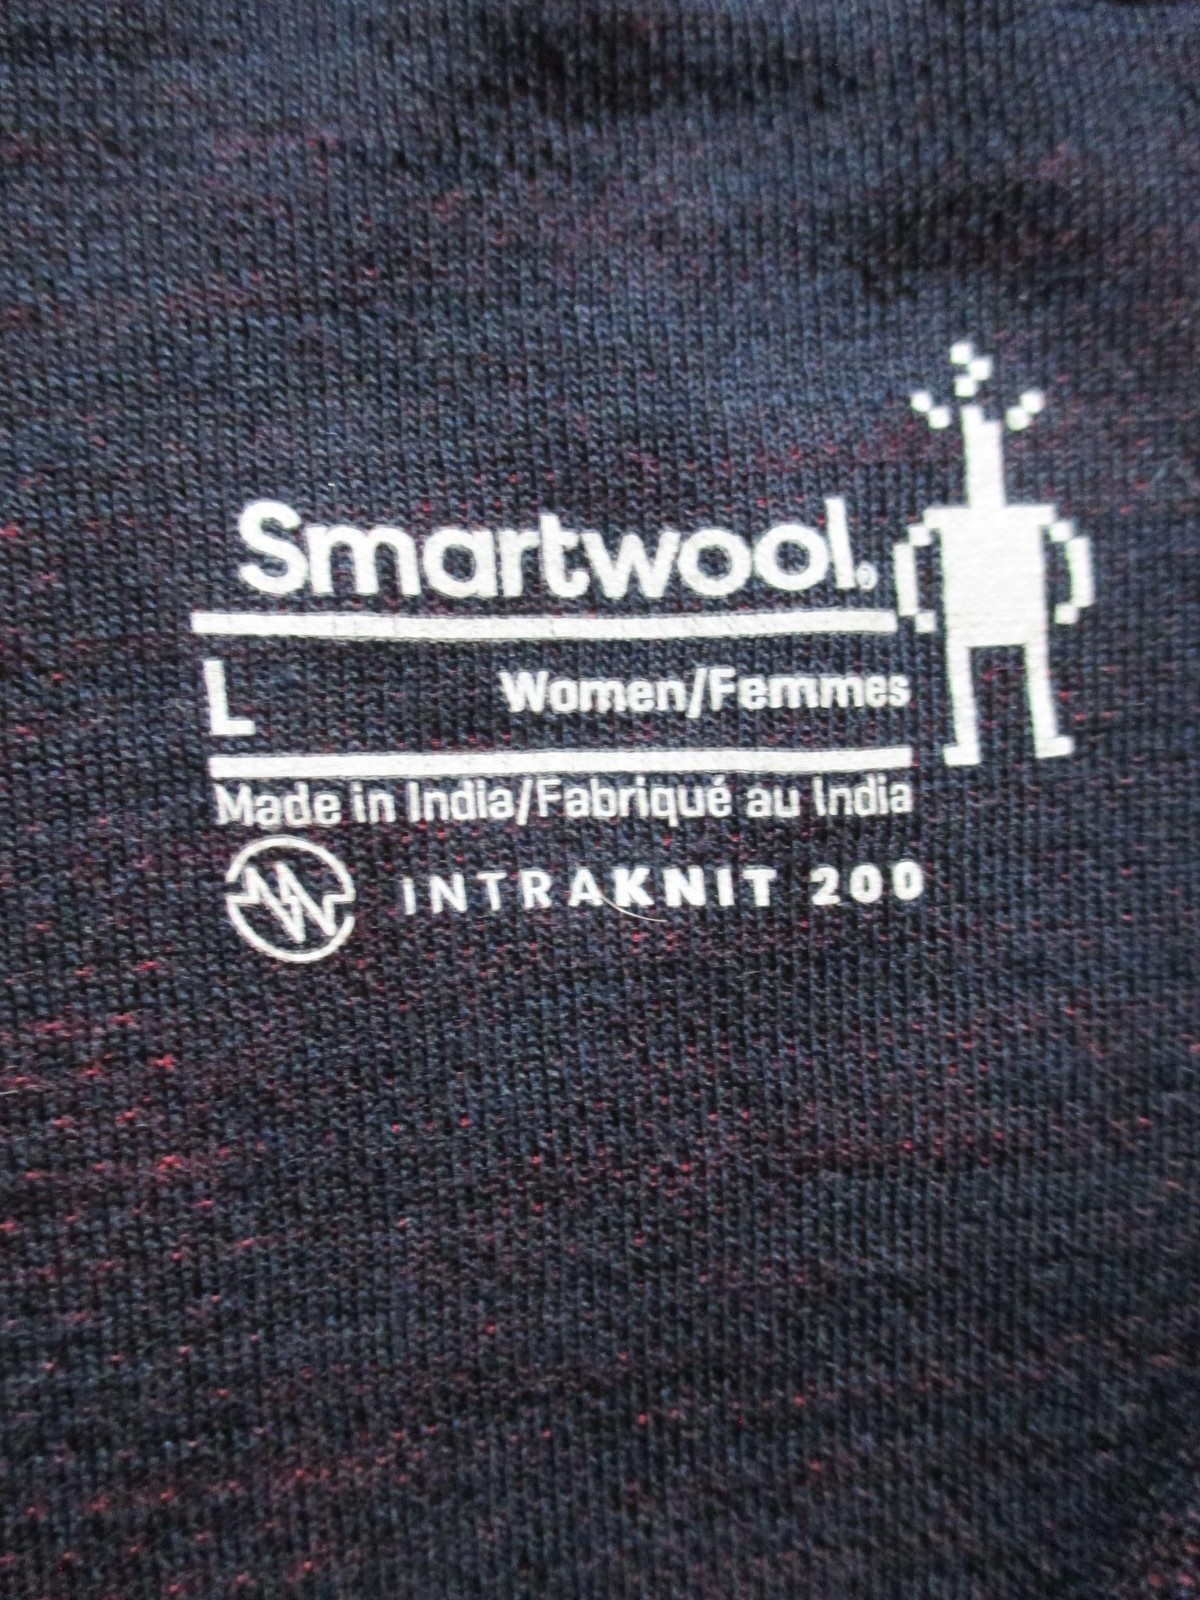 Smartwool®
L Women/Femmes
Made in India/Fabriqué au India
INTRAKNIT 200